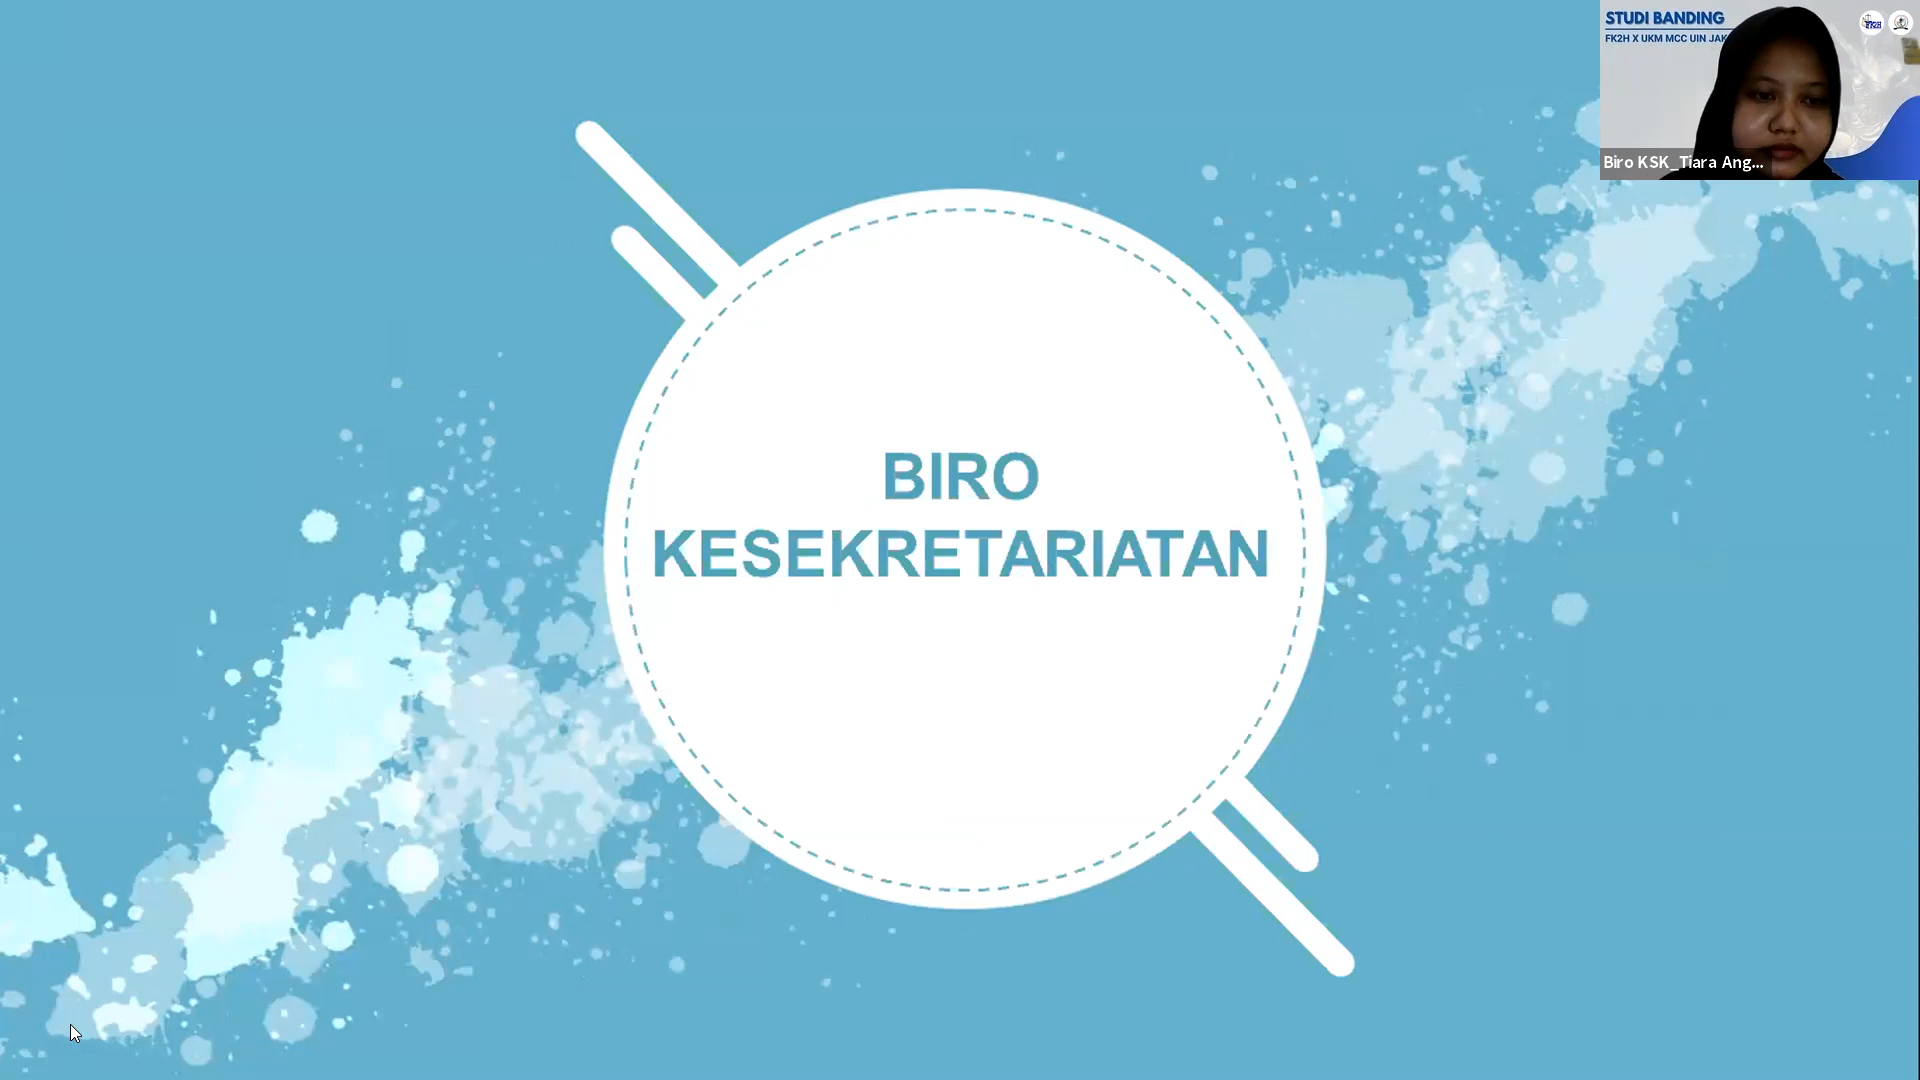 STUDI BANDING
FK2H X UKM MCC UIN JAK
Biro KSK_Tiara Ang...
BIRO
KESEKRETARIATAN